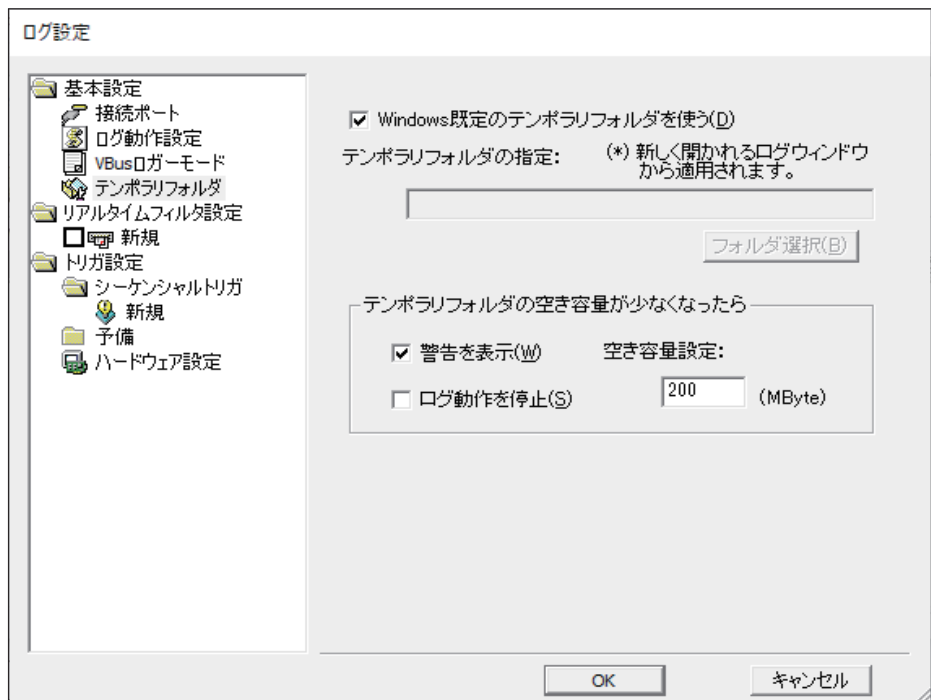 ログ設定
基本設定
接続ポート
ログ動作設定
VBusロガーモード
テンポラリフォルダ
リアルタイムフィルタ設定
新規
トリガ設定
シーケンシャルトリガ
新規
予備
ハードウェア設定
Windows既定のテンポラリフォルダを使う(D)
テンポラリフォルダの指定:
(*) 新しく開かれるログウィンドウ
から適用されます。
フォルダ選択(B)
テンポラリフォルダの空き容量が少なくなったら
警告を表示(W) 空き容量設定:
ログ動作を停止(S) 200 (MByte)
OK キャンセル